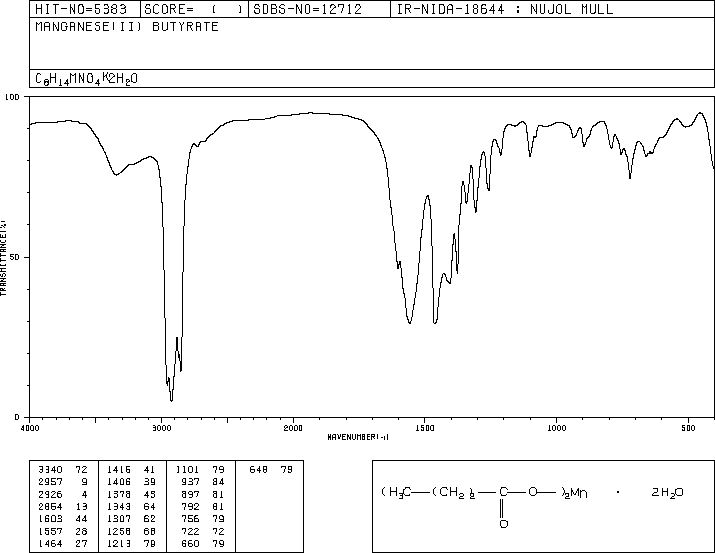 HIT-NO=5383 SCORE= ( ) SDBS-NO=12712 IR-NIDA-18644 : NUJOL MULL
MANGANESE(II) BUTYRATE
C8H14MNO4K2H2O
100
50
0
TRANSMITTANCE(%)
4000 3000 2000 1500 1000 500
WAVENUMBER(-1)
3340 72 1415 41 1101 79 648 79
2957 9 1406 39 937 84
2926 4 1378 43 897 81
2864 13 1343 64 792 81
1603 44 1307 62 756 79
1557 28 1258 68 722 72
1464 27 1213 79 660 79
(H3C—(CH2)2—C—O—)2Mn · 2H2O
O